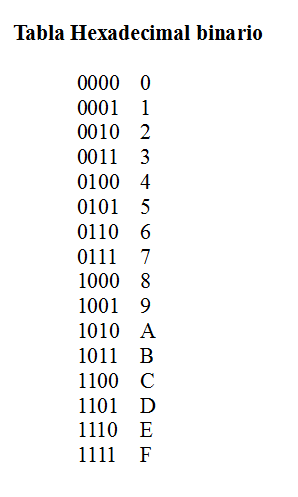 Tabla Hexadecimal binario
0000 0
0001 1
0010 2
0011 3
0100 4
0101 5
0110 6
0111 7
1000 8
1001 9
1010 A
1011 B
1100 C
1101 D
1110 E
1111 F